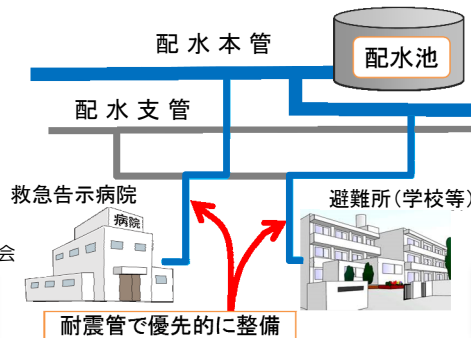 配水本管
配水池
配水支管
救急告示病院
避難所(学校等)
病院
会
耐震管で優先的に整備